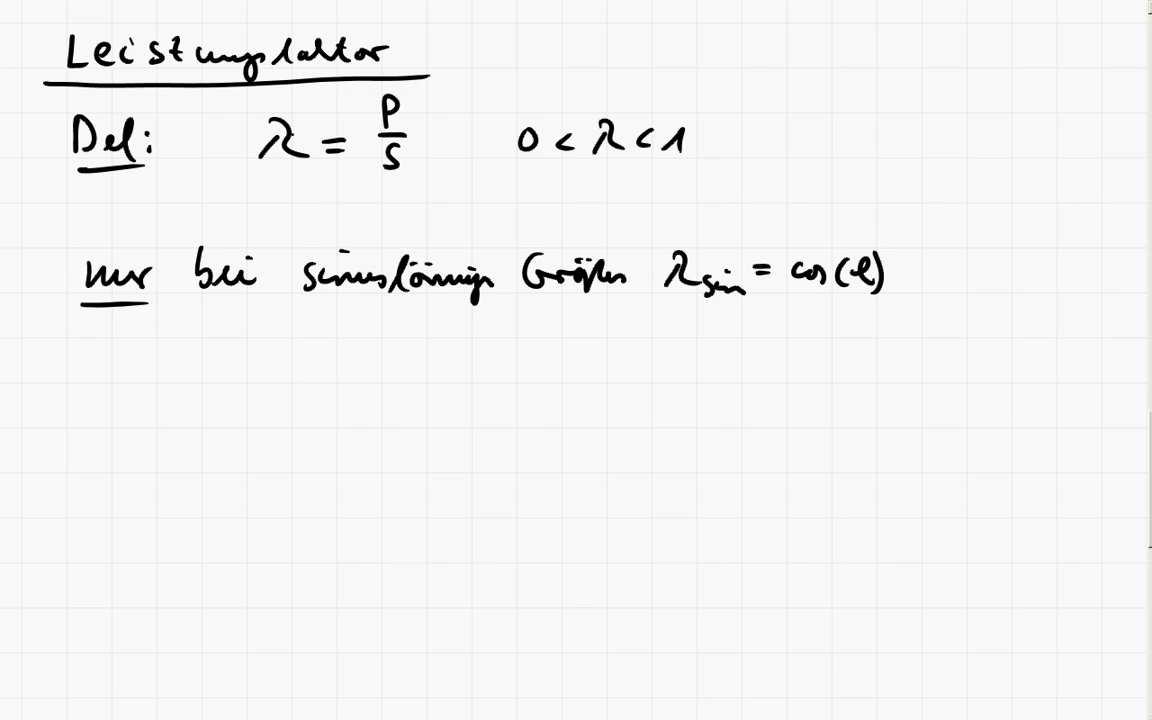 Leistungsfaktor
Def: λ = P/S 0 < λ < 1
nur bei sinusförmigen Größen λsin = cos(φ)